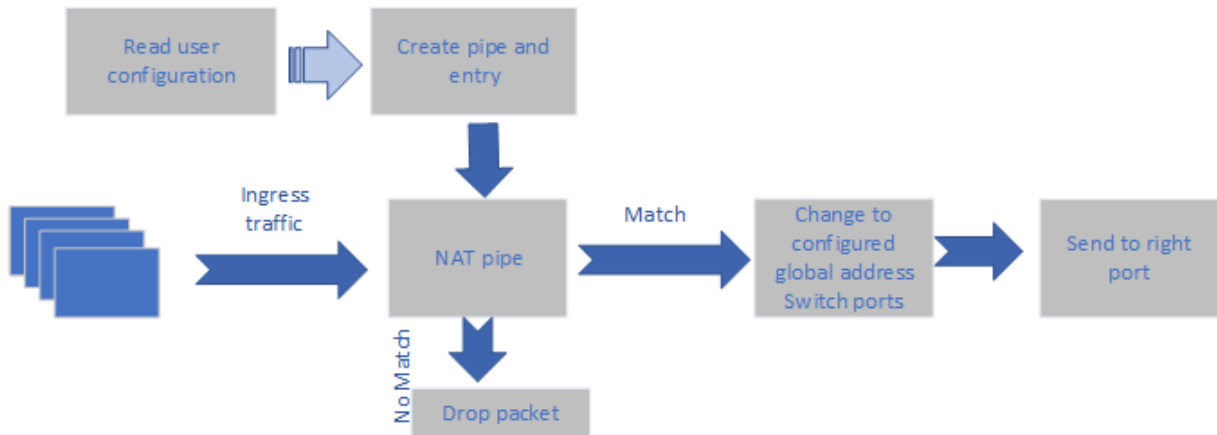 Read user
configuration
Create pipe and
entry
Ingress
traffic
NAT pipe
Match
Change to
configured
global address
Switch ports
Send to right
port
No Match
Drop packet